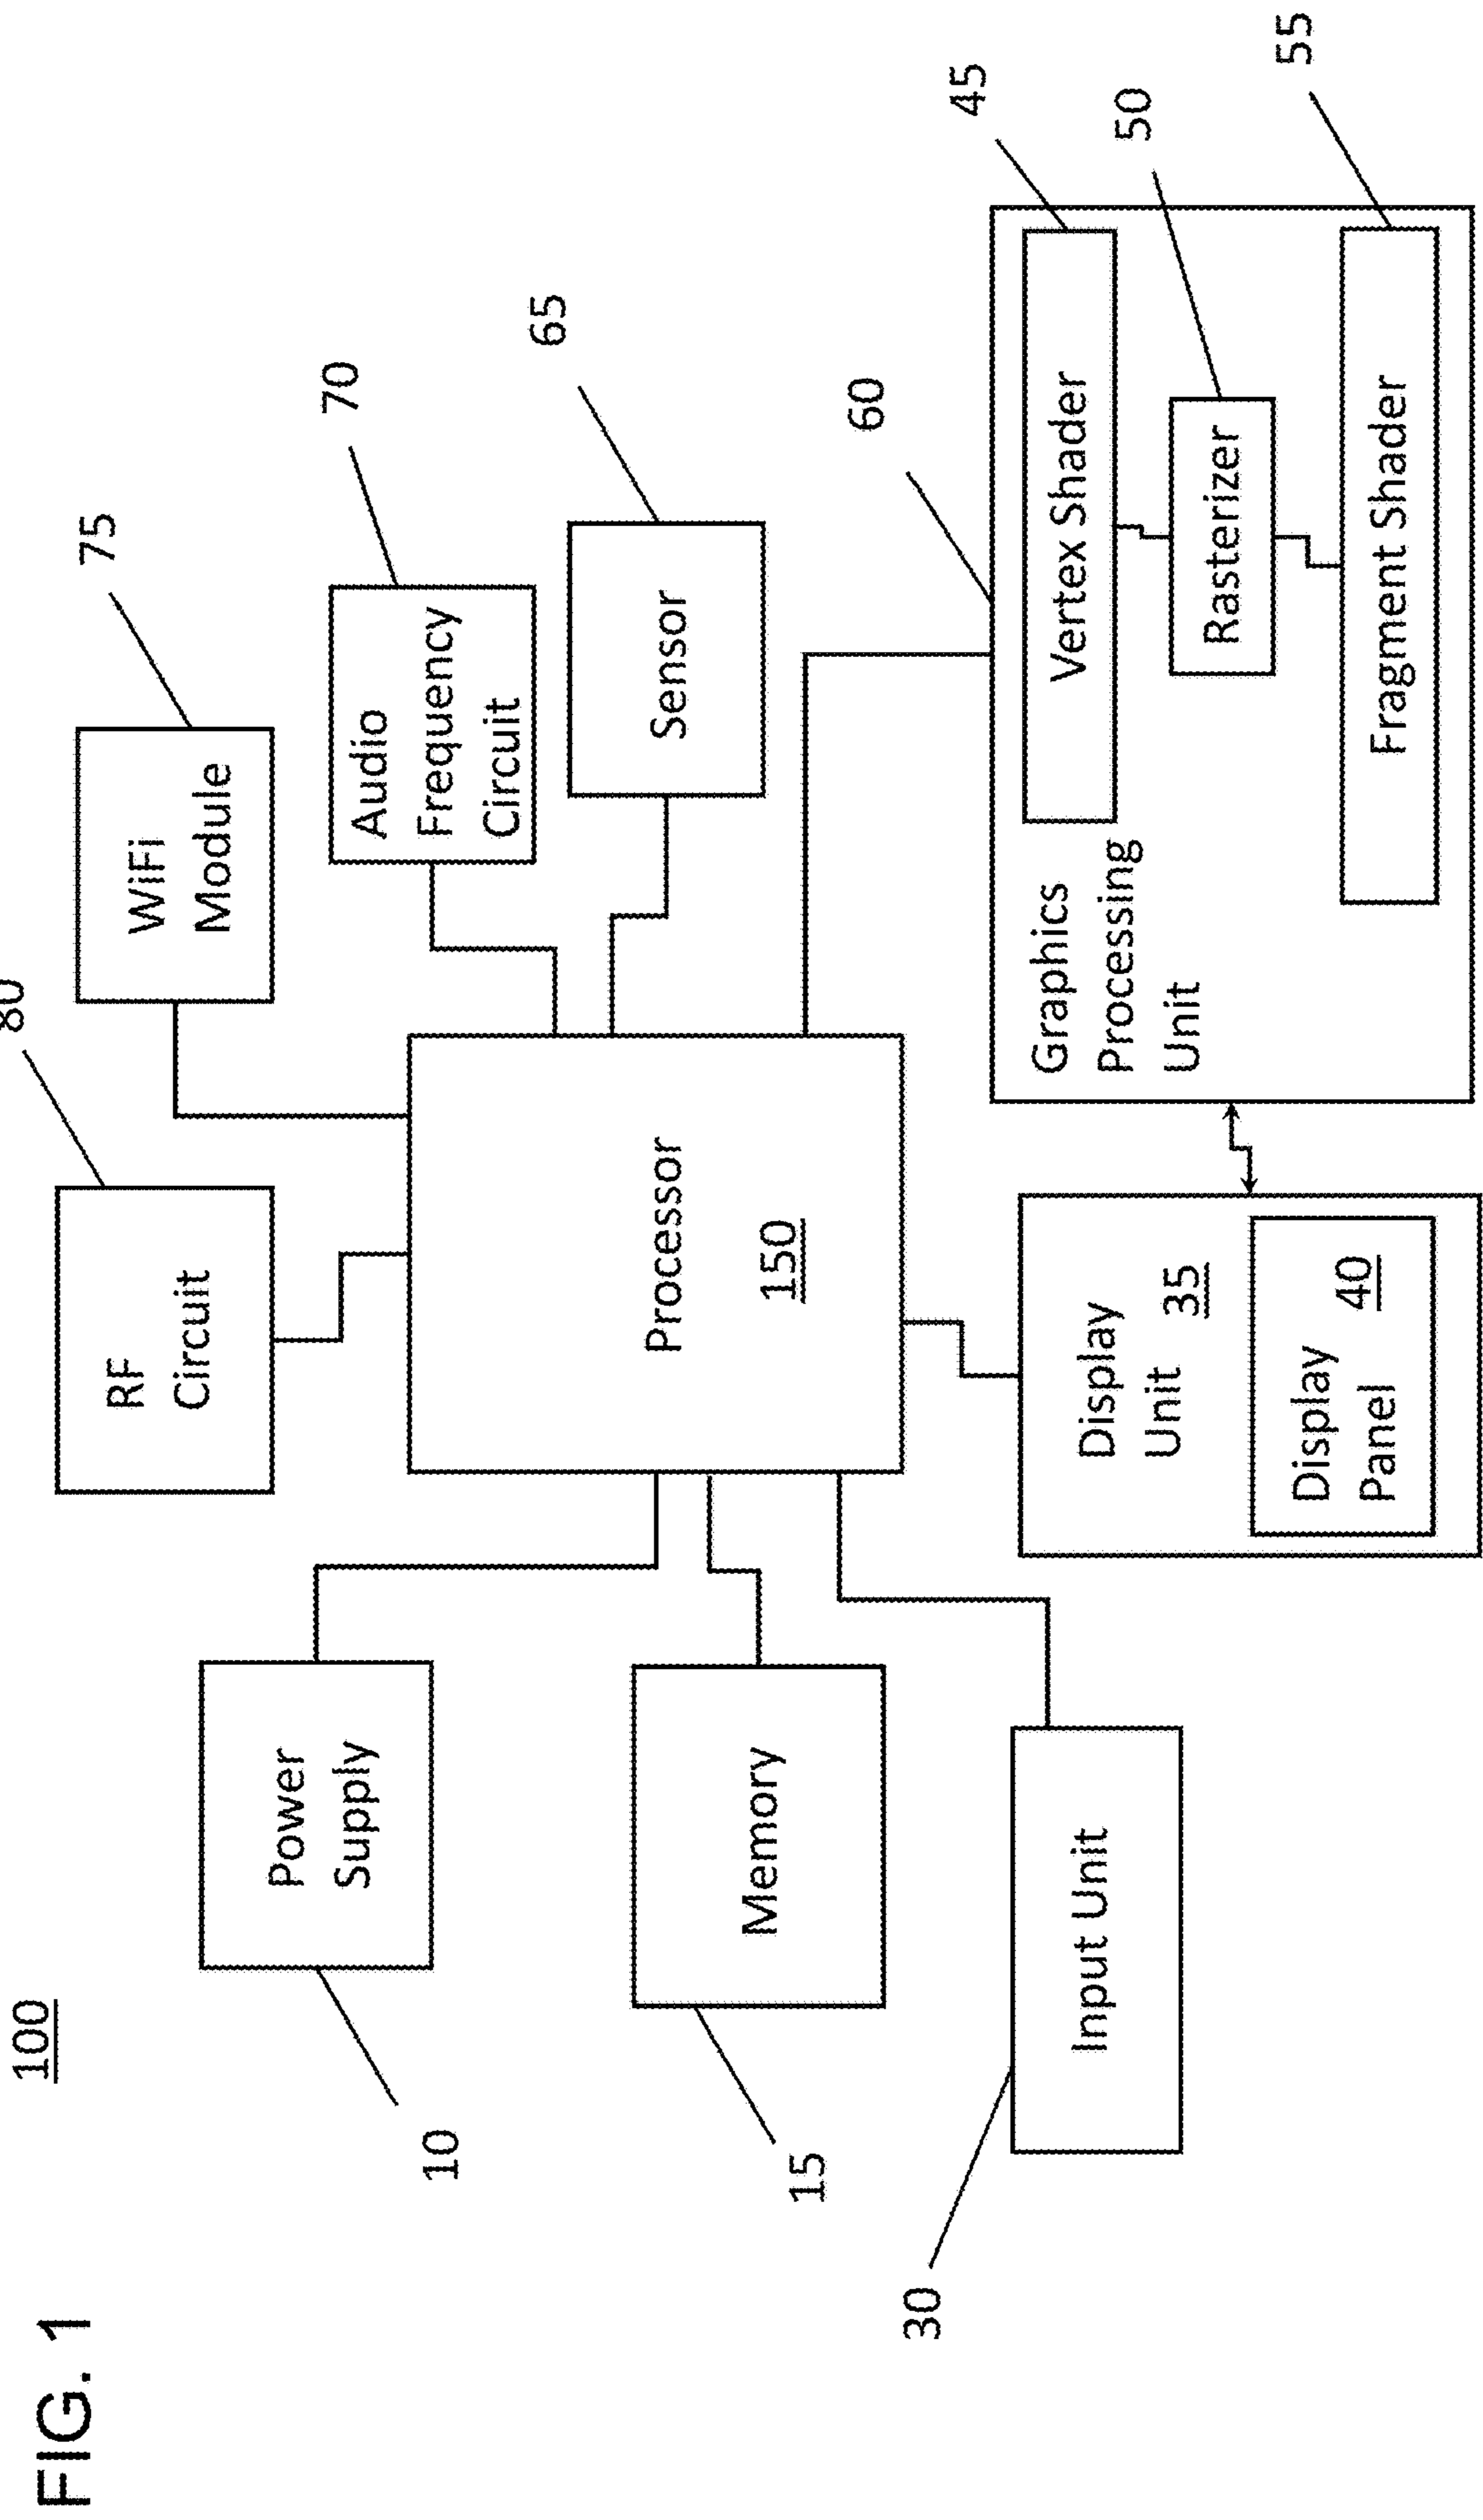 FIG. 1
100
80
75
RF
Circuit
WiFi
Module
70
Power
Supply
Audio
Frequency
Circuit
10
65
Processor
150
Sensor
Memory
15
60
45
30
Input Unit
Display
Unit 35
Display
Panel 40
Graphics
Processing
Unit
Vertex Shader
50
Rasterizer
55
Fragment Shader